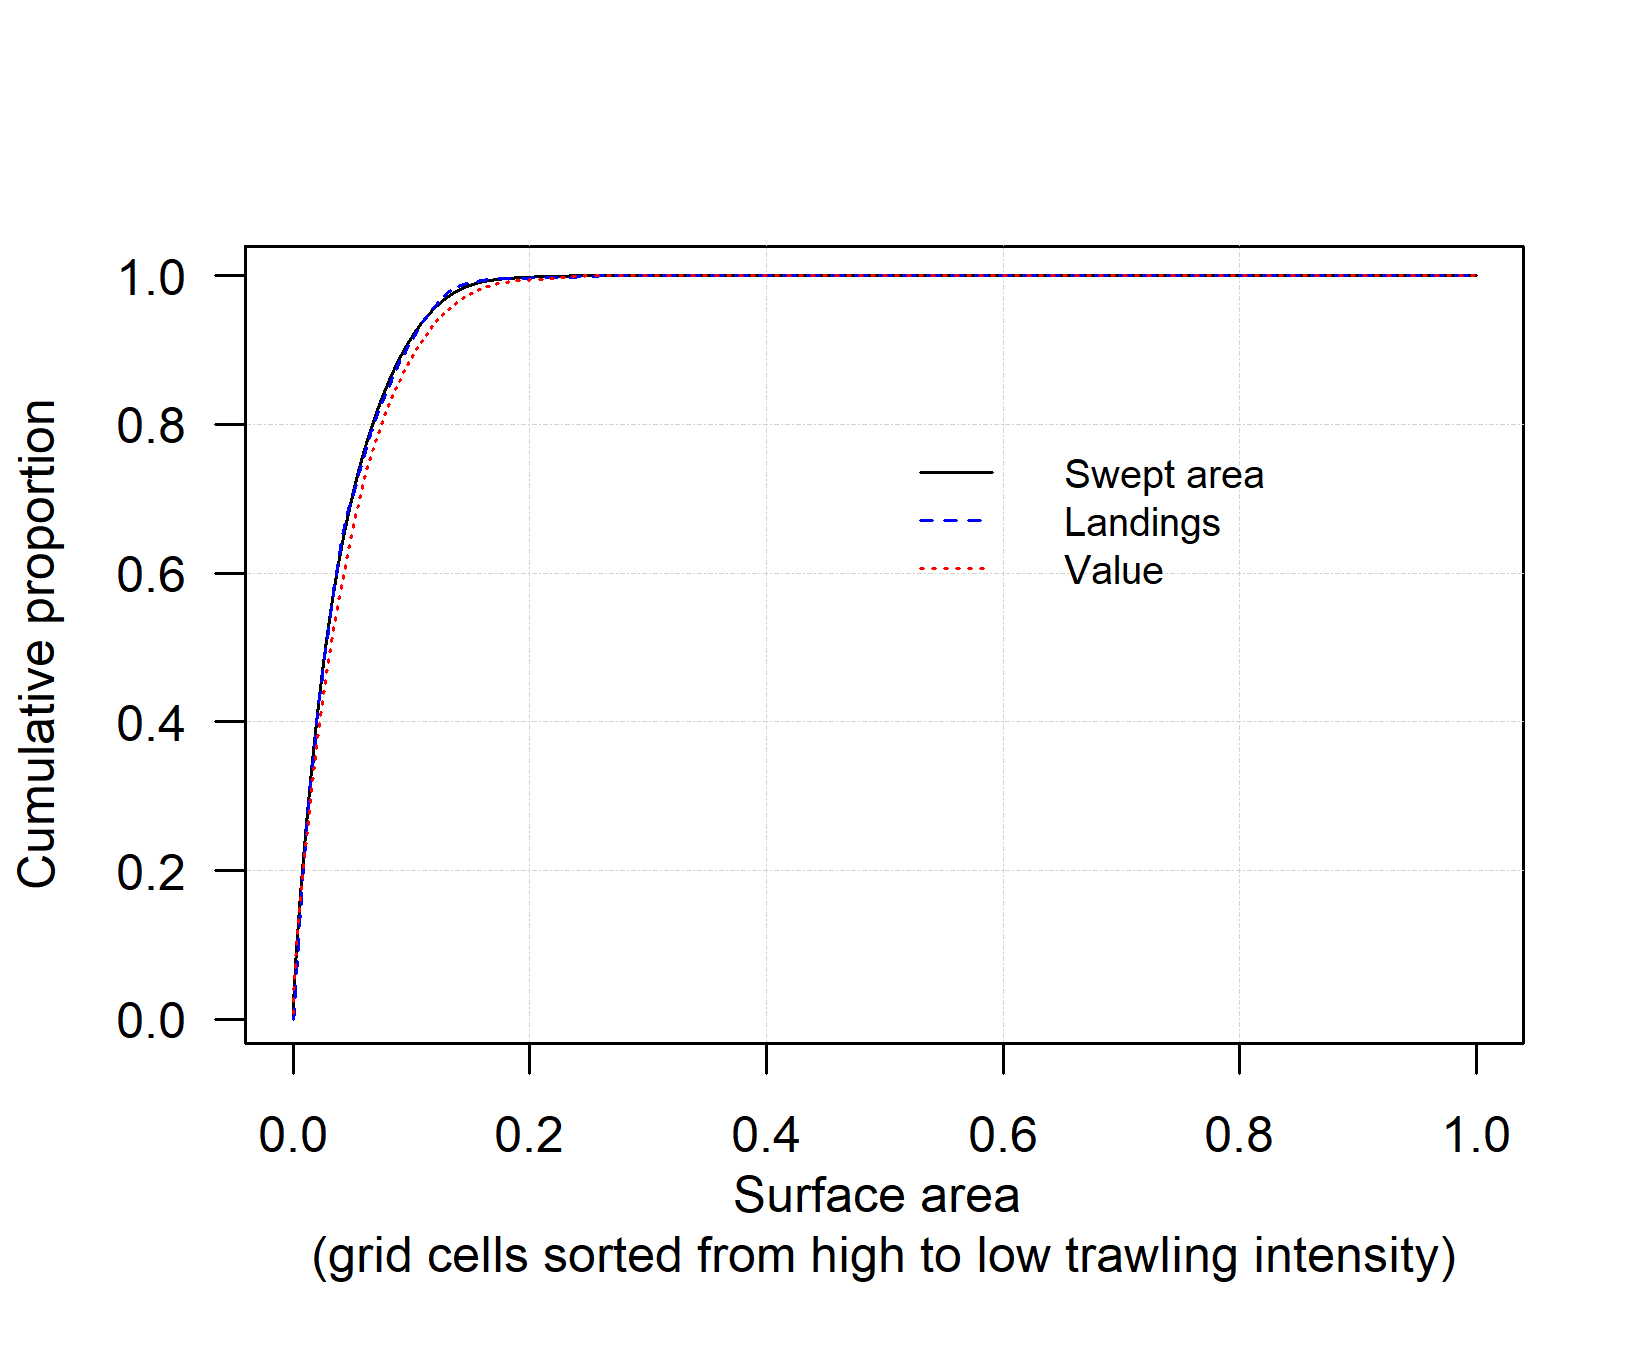 Cumulative proportion
1.0
0.8
0.6
0.4
0.2
0.0
Swept area
Landings
Value
0.0 0.2 0.4 0.6 0.8 1.0
Surface area
(grid cells sorted from high to low trawling intensity)